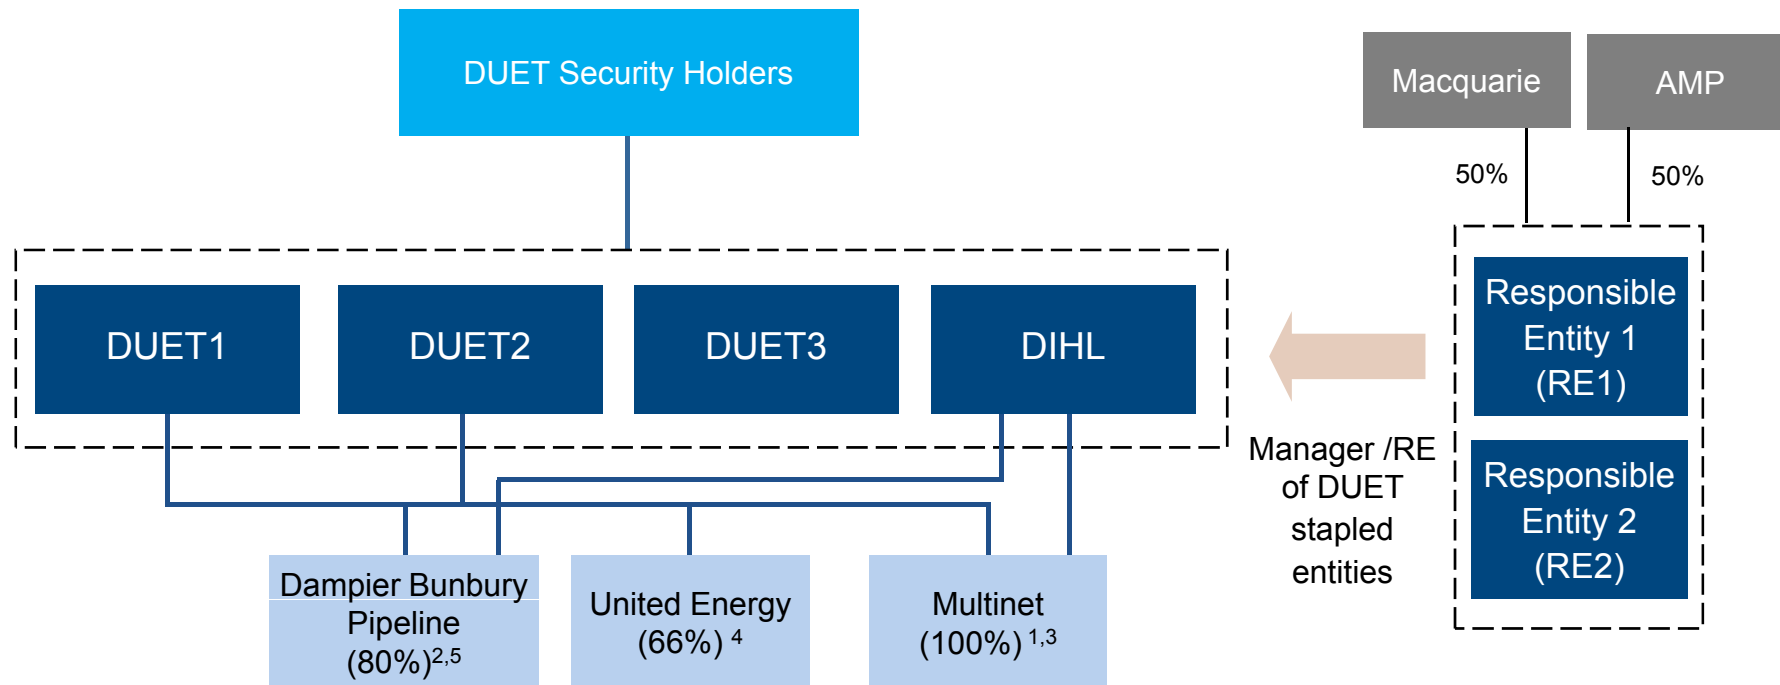 DUET Security Holders
Macquarie
AMP
50%
50%
DUET1
DUET2
DUET3
DIHL
Responsible
Entity 1
(RE1)
Manager /RE
of DUET
stapled
entities
Responsible
Entity 2
(RE2)
Dampier Bunbury
Pipeline
(80%)2,5
United Energy
(66%) 4
Multinet
(100%) 1,3